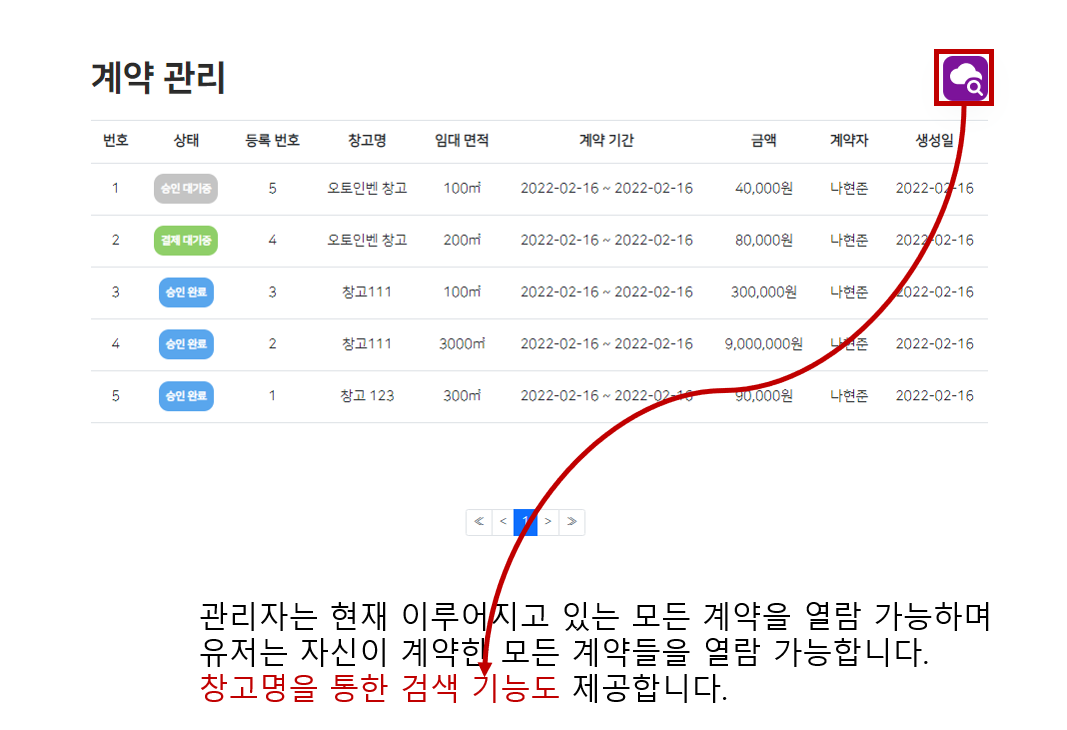 계약 관리
번호 상태 등록 번호 창고명 임대 면적 계약 기간 금액 계약자 생성일
1 승인 대기중 5 오토인벤 창고 100㎡ 2022-02-16 ~ 2022-02-16 40,000원 나현준 2022-02-16
2 결제 대기중 4 오토인벤 창고 200㎡ 2022-02-16 ~ 2022-02-16 80,000원 나현준 2022-02-16
3 승인 완료 3 창고111 100㎡ 2022-02-16 ~ 2022-02-16 300,000원 나현준 2022-02-16
4 승인 완료 2 창고111 3000㎡ 2022-02-16 ~ 2022-02-16 9,000,000원 나현준 2022-02-16
5 승인 완료 1 창고 123 300㎡ 2022-02-16 ~ 2022-02-16 90,000원 나현준 2022-02-16
≪ < 1 > ≫
관리자는 현재 이루어지고 있는 모든 계약을 열람 가능하며
유저는 자신이 계약한 모든 계약들을 열람 가능합니다.
창고명을 통한 검색 기능도 제공합니다.